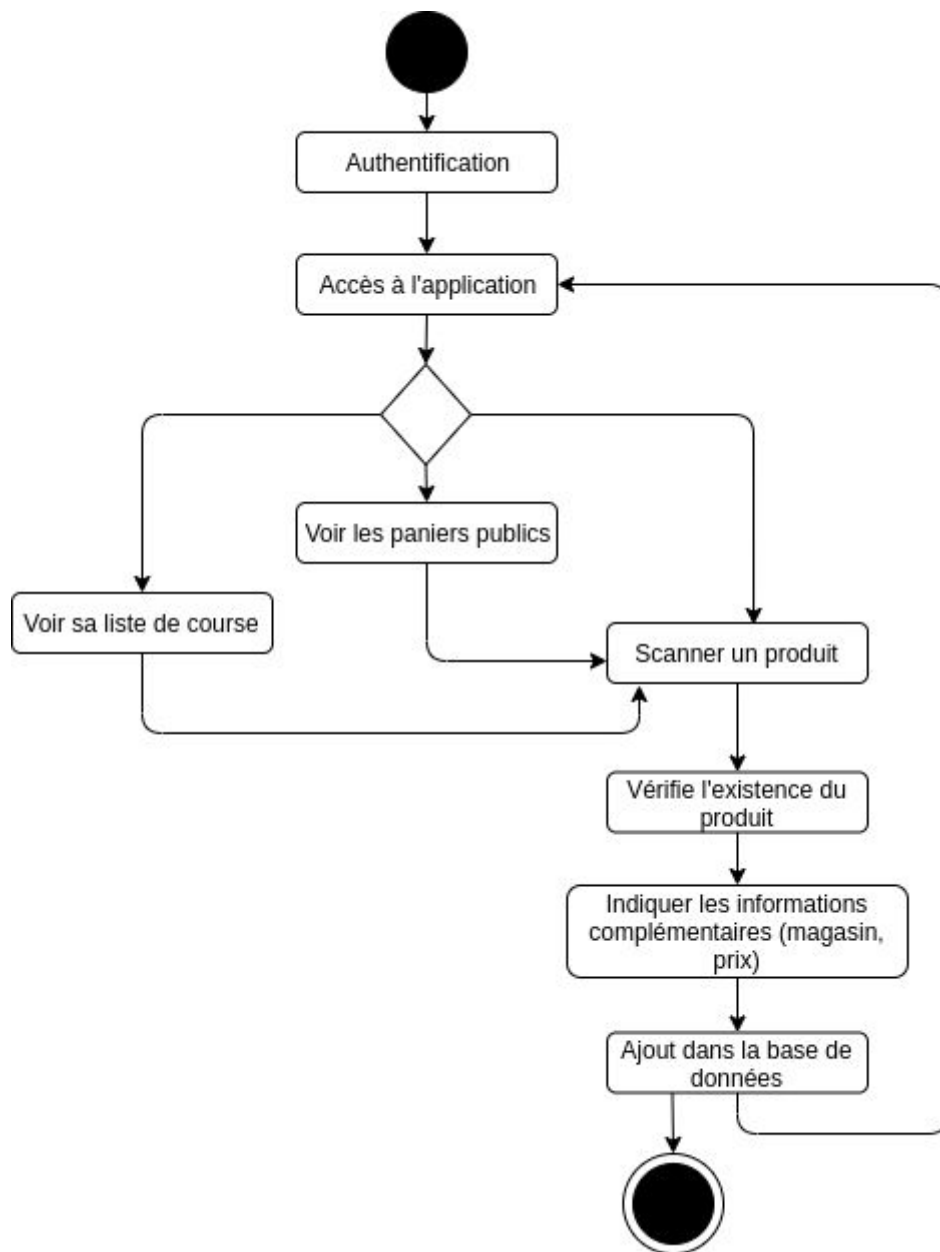 Authentification
Accès à l'application
Voir les paniers publics
Voir sa liste de course
Scanner un produit
Vérifie l'existence du
produit
Indiquer les informations
complémentaires (magasin,
prix)
Ajout dans la base de
données